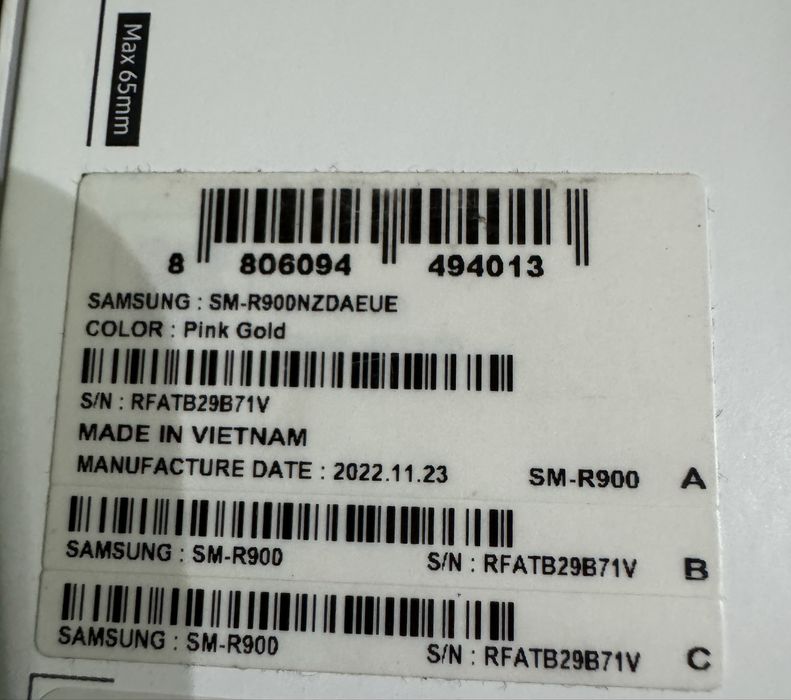 Max 65mm
8 806094 494013
SAMSUNG : SM-R900NZDAEUE
COLOR : Pink Gold
S/N : RFATB29B71V
MADE IN VIETNAM
MANUFACTURE DATE : 2022.11.23 SM-R900 A
SAMSUNG : SM-R900 S/N : RFATB29B71V B
SAMSUNG : SM-R900 S/N : RFATB29B71V C